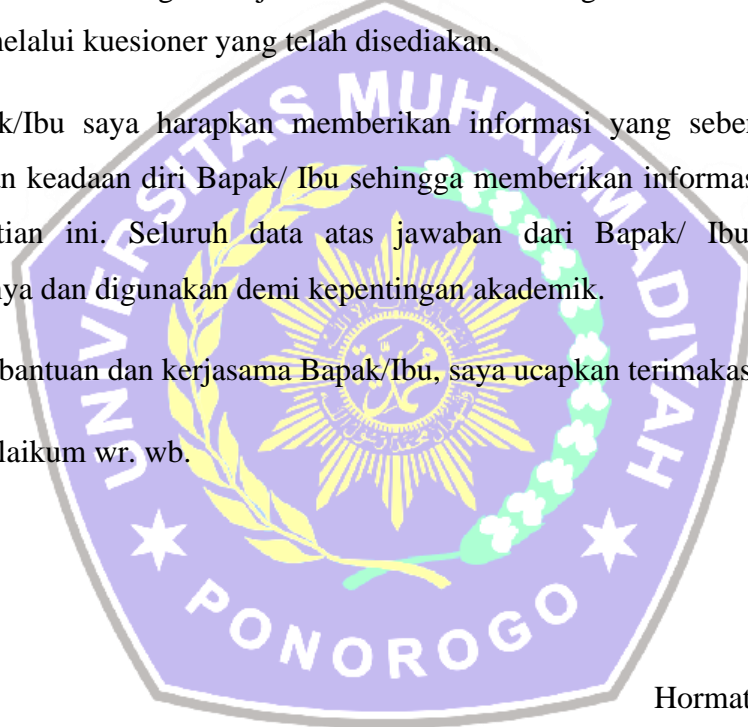 melalui kuesioner yang telah disediakan.
k/Ibu saya harapkan memberikan informasi yang seber
n keadaan diri Bapak/ Ibu sehingga memberikan informas
tian ini. Seluruh data atas jawaban dari Bapak/ Ibu
nya dan digunakan demi kepentingan akademik.
bantuan dan kerjasama Bapak/Ibu, saya ucapkan terimakas
laikum wr. wb.
Hormat
UNIVERSITAS MUHAMMADIYAH
PONOROGO